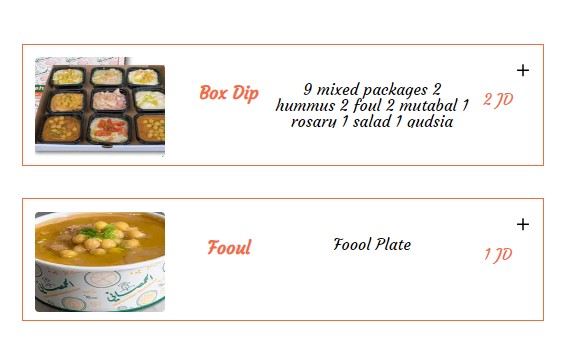 Box Dip
9 mixed packages 2
hummus 2 foul 2 mutabal 1
rosary 1 salad 1 qudsia
2 JD
Fooul
Foool Plate
1 JD